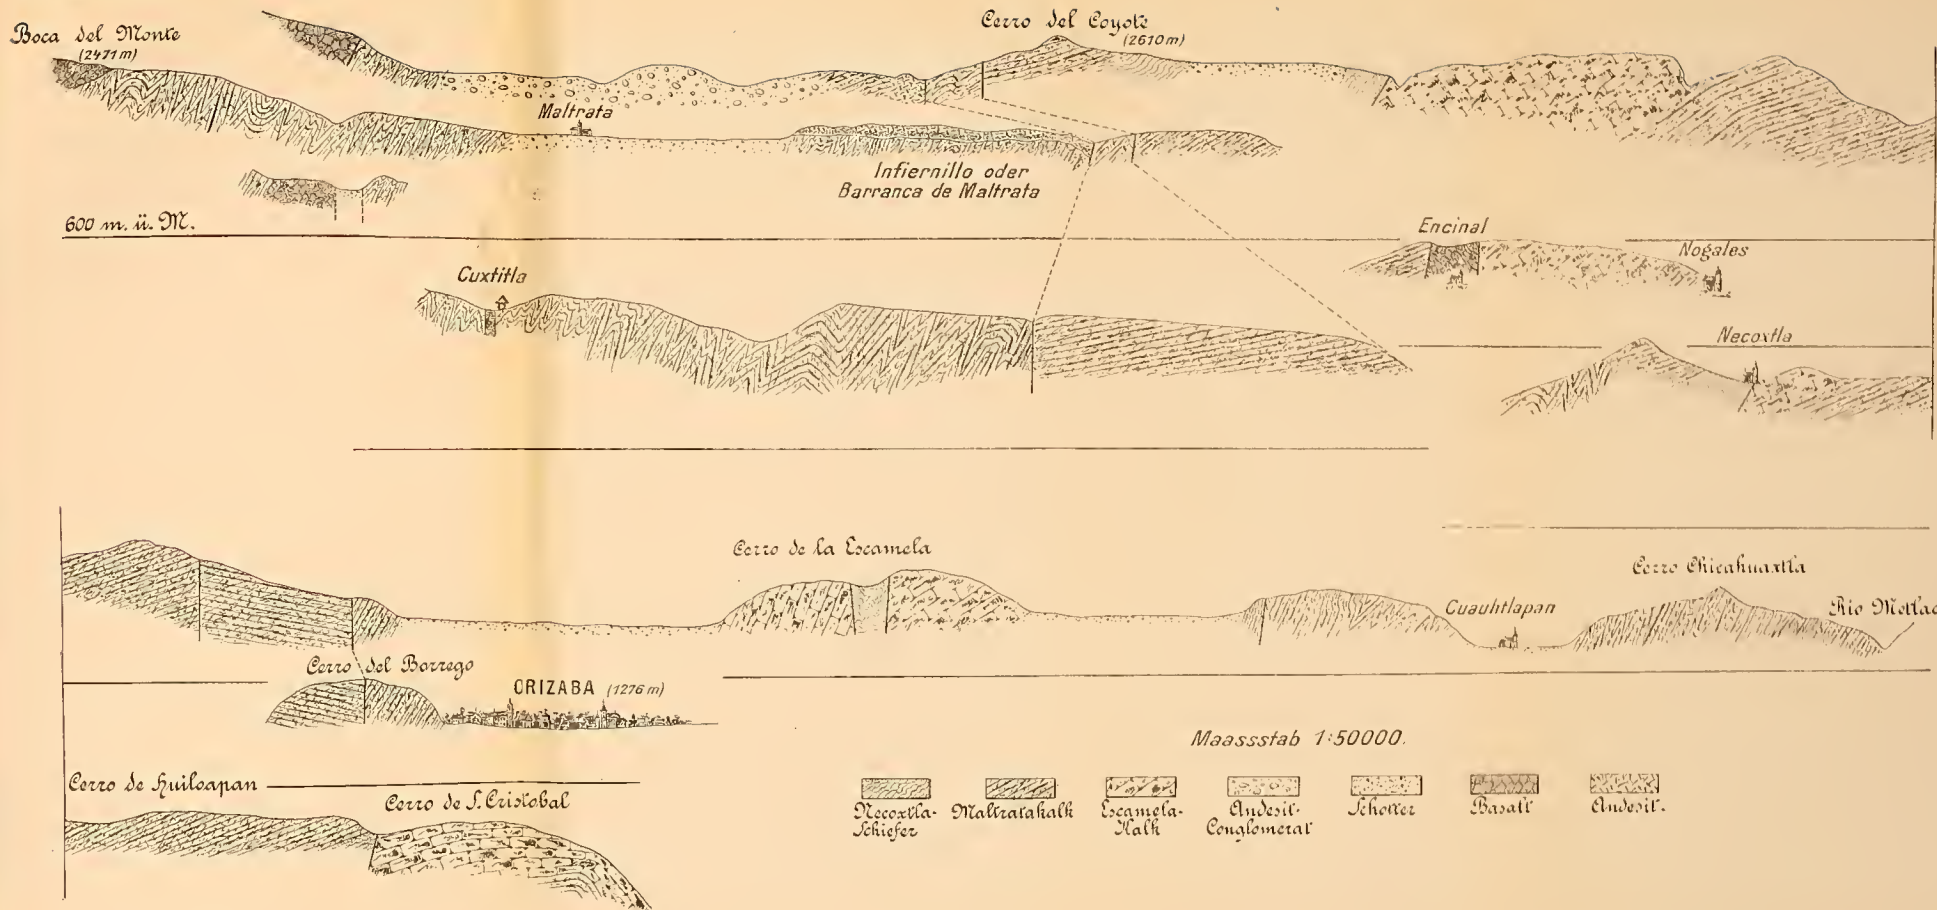 Boca del Monte
(2471 m)
Cerro del Coyote
(2610 m)
Maltrata
Infiernillo oder
Barranca de Maltrata
600 m. ü. M.
Encinal
Nogales
Cuxtitla
Necoxtla
Cerro de la Escamela
Cerro Chicahuaxtla
Cuauhtlapan
Rio Metlac
Cerro del Borrego
ORIZABA (1276 m)
Maassstab 1:50000.
Cerro de Huiloapan
Cerro de S. Cristobal
Necoxtla-
Schiefer
Maltratakalk
Escamela-
Kalk
Andesit-
Conglomerat
Schotter
Basalt
Andesit.